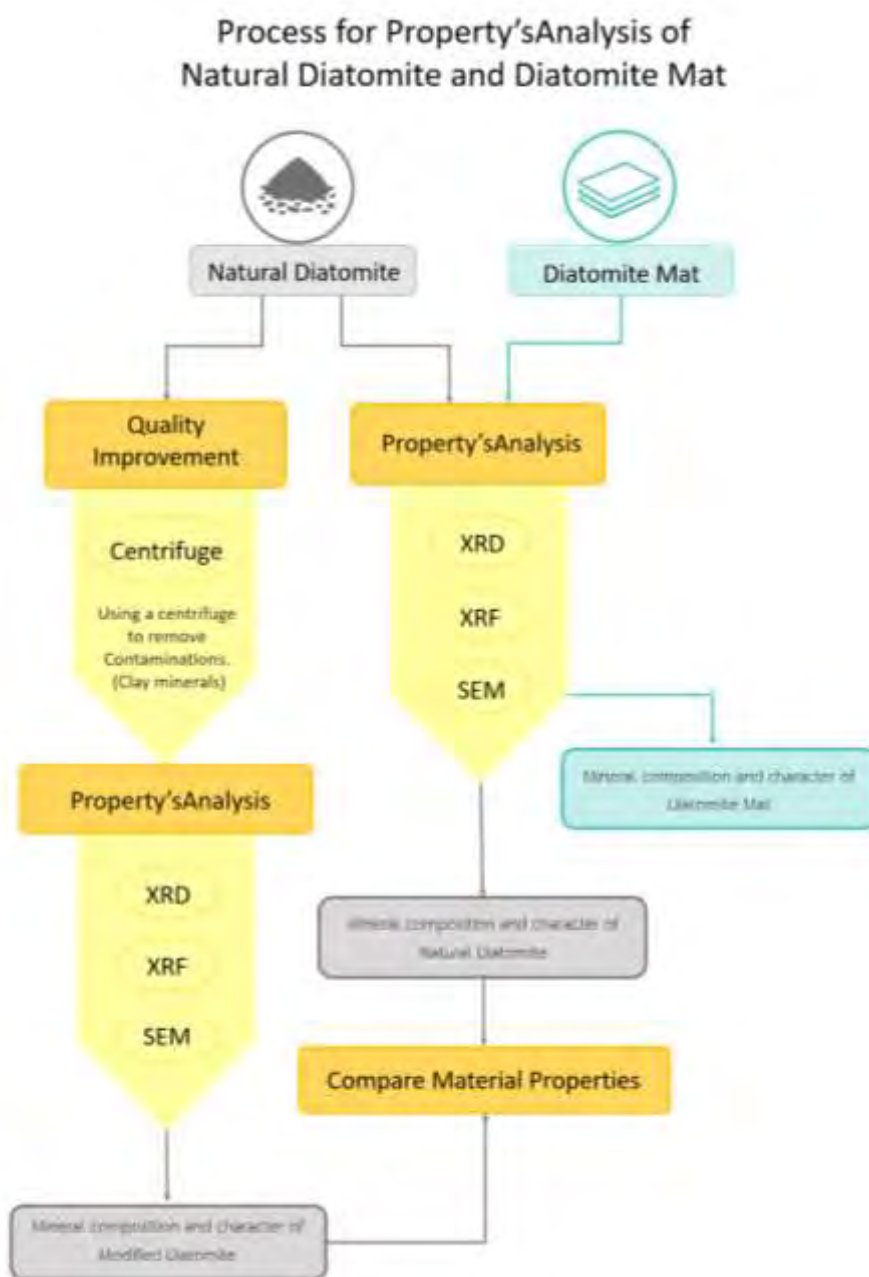 Process for Property'sAnalysis of
Natural Diatomite and Diatomite Mat
Natural Diatomite
Diatomite Mat
Quality
Improvement
Property'sAnalysis
Centrifuge
Using a centrifuge
to remove
Contaminations.
(Clay minerals)
XRD
XRF
SEM
Mineral composition and character of
Diatomite Mat
Property'sAnalysis
XRD
XRF
SEM
Mineral composition and character of
Natural Diatomite
Compare Material Properties
Mineral composition and character of
Modified Diatomite